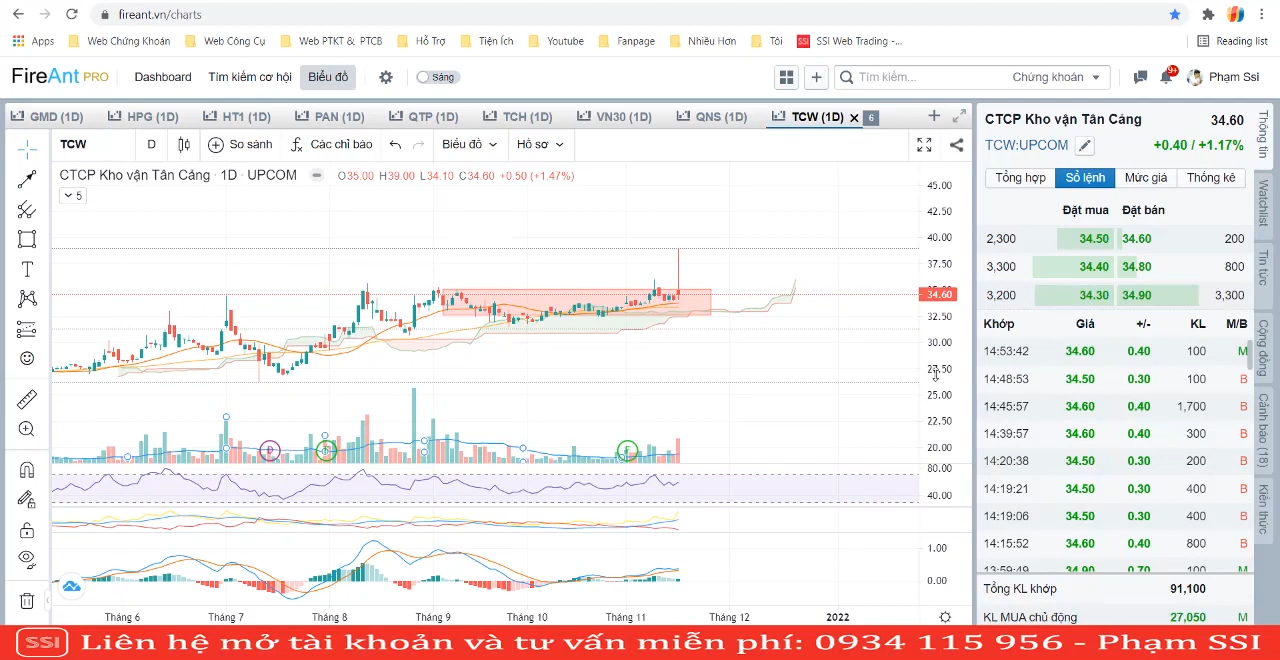 fireant.vn/charts
Apps Web Chứng Khoán Web Công Cụ Web PTKT & PTCB Hỗ Trợ Tiện Ích Youtube Fanpage Nhiều Hơn Tôi SSI SSI Web Trading -... Reading list
FireAnt PRO Dashboard Tìm kiếm cơ hội Biểu đồ Sáng Tìm kiếm... Chứng khoán 9+ Phạm Ssi
GMD (1D) HPG (1D) HT1 (1D) PAN (1D) QTP (1D) TCH (1D) VN30 (1D) QNS (1D) TCW (1D) 6
TCW D So sánh Các chỉ báo Biểu đồ Hồ sơ
CTCP Kho vận Tân Cảng · 1D · UPCOM O35.00 H39.00 L34.10 C34.60 +0.50 (+1.47%)
5
45.00
42.50
40.00
37.50
34.60
32.50
30.00
27.50
25.00
22.50
20.00
80.00
40.00
1.00
0.00
D
E
Tháng 6 Tháng 7 Tháng 8 Tháng 9 Tháng 10 Tháng 11 Tháng 12 2022
CTCP Kho vận Tân Cảng 34.60
TCW:UPCOM +0.40 / +1.17%
Tổng hợp Sổ lệnh Mức giá Thống kê
Đặt mua Đặt bán
2,300 34.50 34.60 200
3,300 34.40 34.80 800
3,200 34.30 34.90 3,300
Khớp Giá +/- KL M/B
14:53:42 34.60 0.40 100 M
14:48:53 34.50 0.30 100 B
14:45:57 34.60 0.40 1,700 B
14:39:57 34.60 0.40 300 B
14:20:38 34.50 0.30 200 B
14:19:21 34.50 0.30 400 B
14:19:06 34.50 0.30 400 B
14:15:52 34.60 0.40 800 B
13:59:49 34.90 0.70 100 M
Tổng KL khớp 91,100
KL MUA chủ động 27,050 M
Thông tin
Watchlist
Tin tức
Cộng đồng
Cảnh báo (18)
Kiến thức
SSI Liên hệ mở tài khoản và tư vấn miễn phí: 0934 115 956 - Phạm SSI